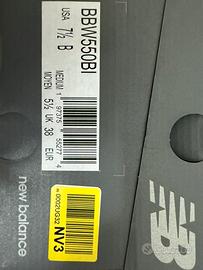 BBW550BI
USA 7½ B
MEDIUM
MOYEN 5½ UK 38 EUR
NV3
new balance